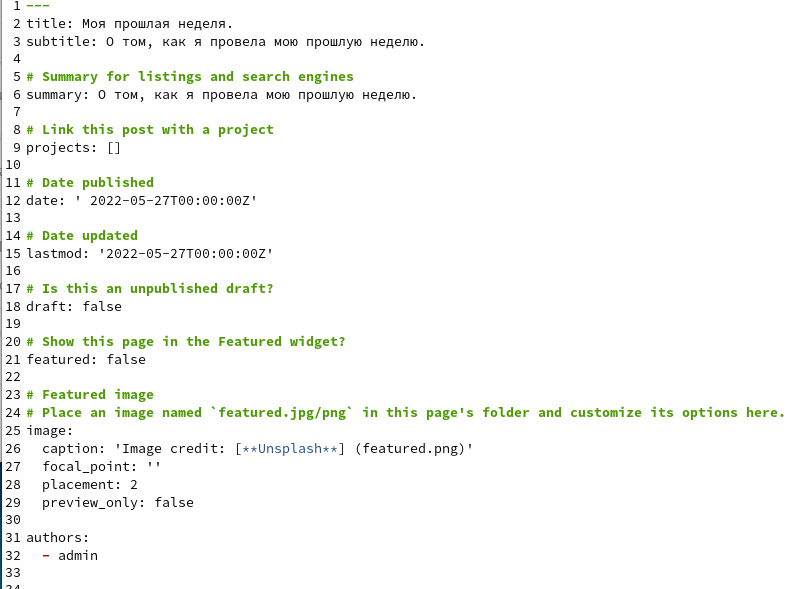 1 ---
2 title: Моя прошлая неделя.
3 subtitle: О том, как я провела мою прошлую неделю.
4
5 # Summary for listings and search engines
6 summary: О том, как я провела мою прошлую неделю.
7
8 # Link this post with a project
9 projects: []
10
11 # Date published
12 date: ' 2022-05-27T00:00:00Z'
13
14 # Date updated
15 lastmod: '2022-05-27T00:00:00Z'
16
17 # Is this an unpublished draft?
18 draft: false
19
20 # Show this page in the Featured widget?
21 featured: false
22
23 # Featured image
24 # Place an image named `featured.jpg/png` in this page's folder and customize its options here.
25 image:
26   caption: 'Image credit: [**Unsplash**] (featured.png)'
27   focal_point: ''
28   placement: 2
29   preview_only: false
30
31 authors:
32   - admin
33
34